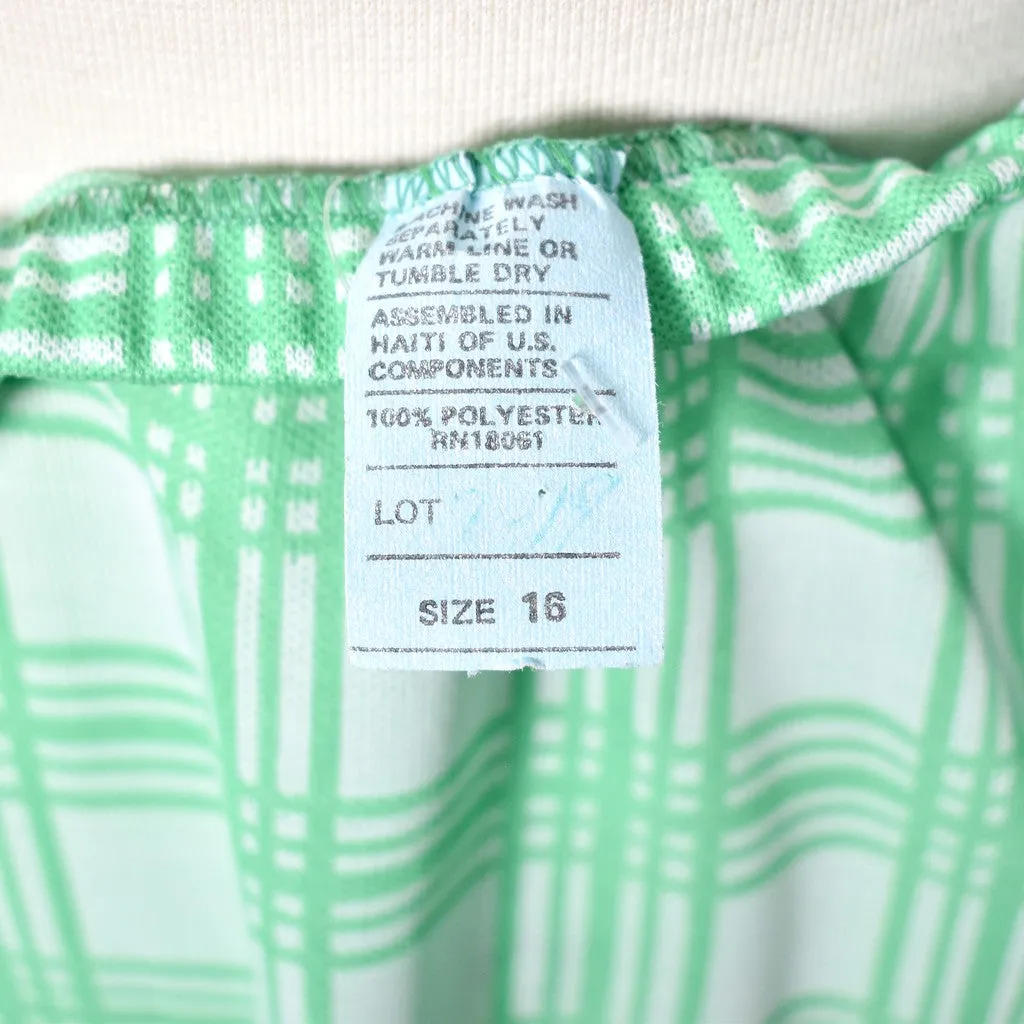 MACHINE WASH
SEPARATELY
WARM LINE OR
TUMBLE DRY
ASSEMBLED IN
HAITI OF U.S.
COMPONENTS
100% POLYESTER
RN18061
LOT
SIZE 16